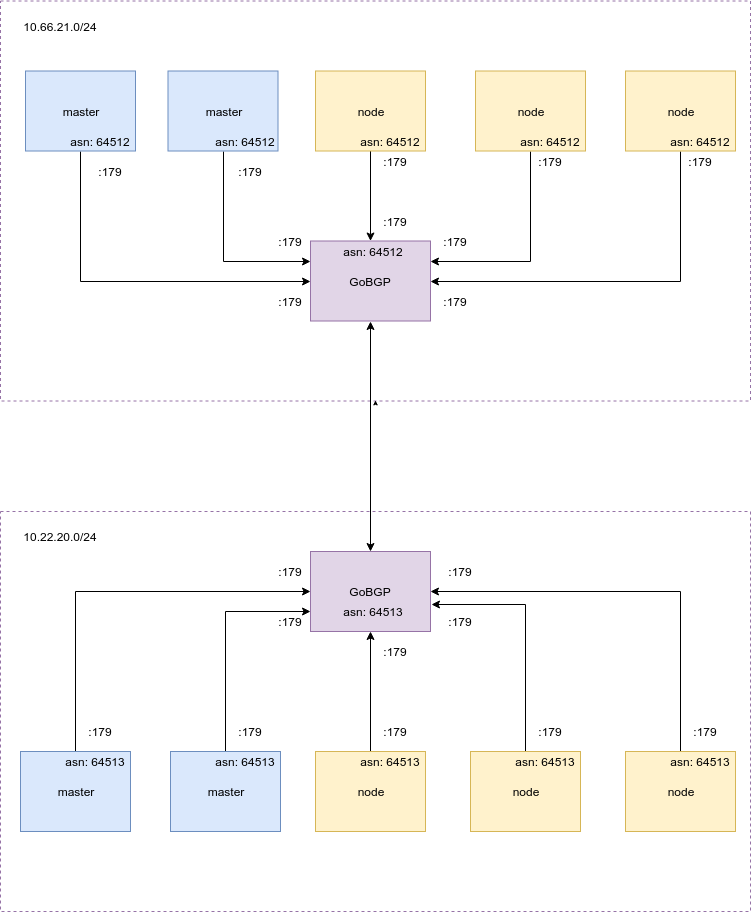 10.66.21.0/24
master
master
node
node
node
asn: 64512
asn: 64512
asn: 64512
asn: 64512
asn: 64512
:179
:179
:179
:179
:179
:179
:179
:179
:179
asn: 64512
GoBGP
:179
:179
10.22.20.0/24
:179
:179
GoBGP
asn: 64513
:179
:179
:179
:179
:179
:179
:179
:179
asn: 64513
asn: 64513
asn: 64513
asn: 64513
asn: 64513
master
master
node
node
node